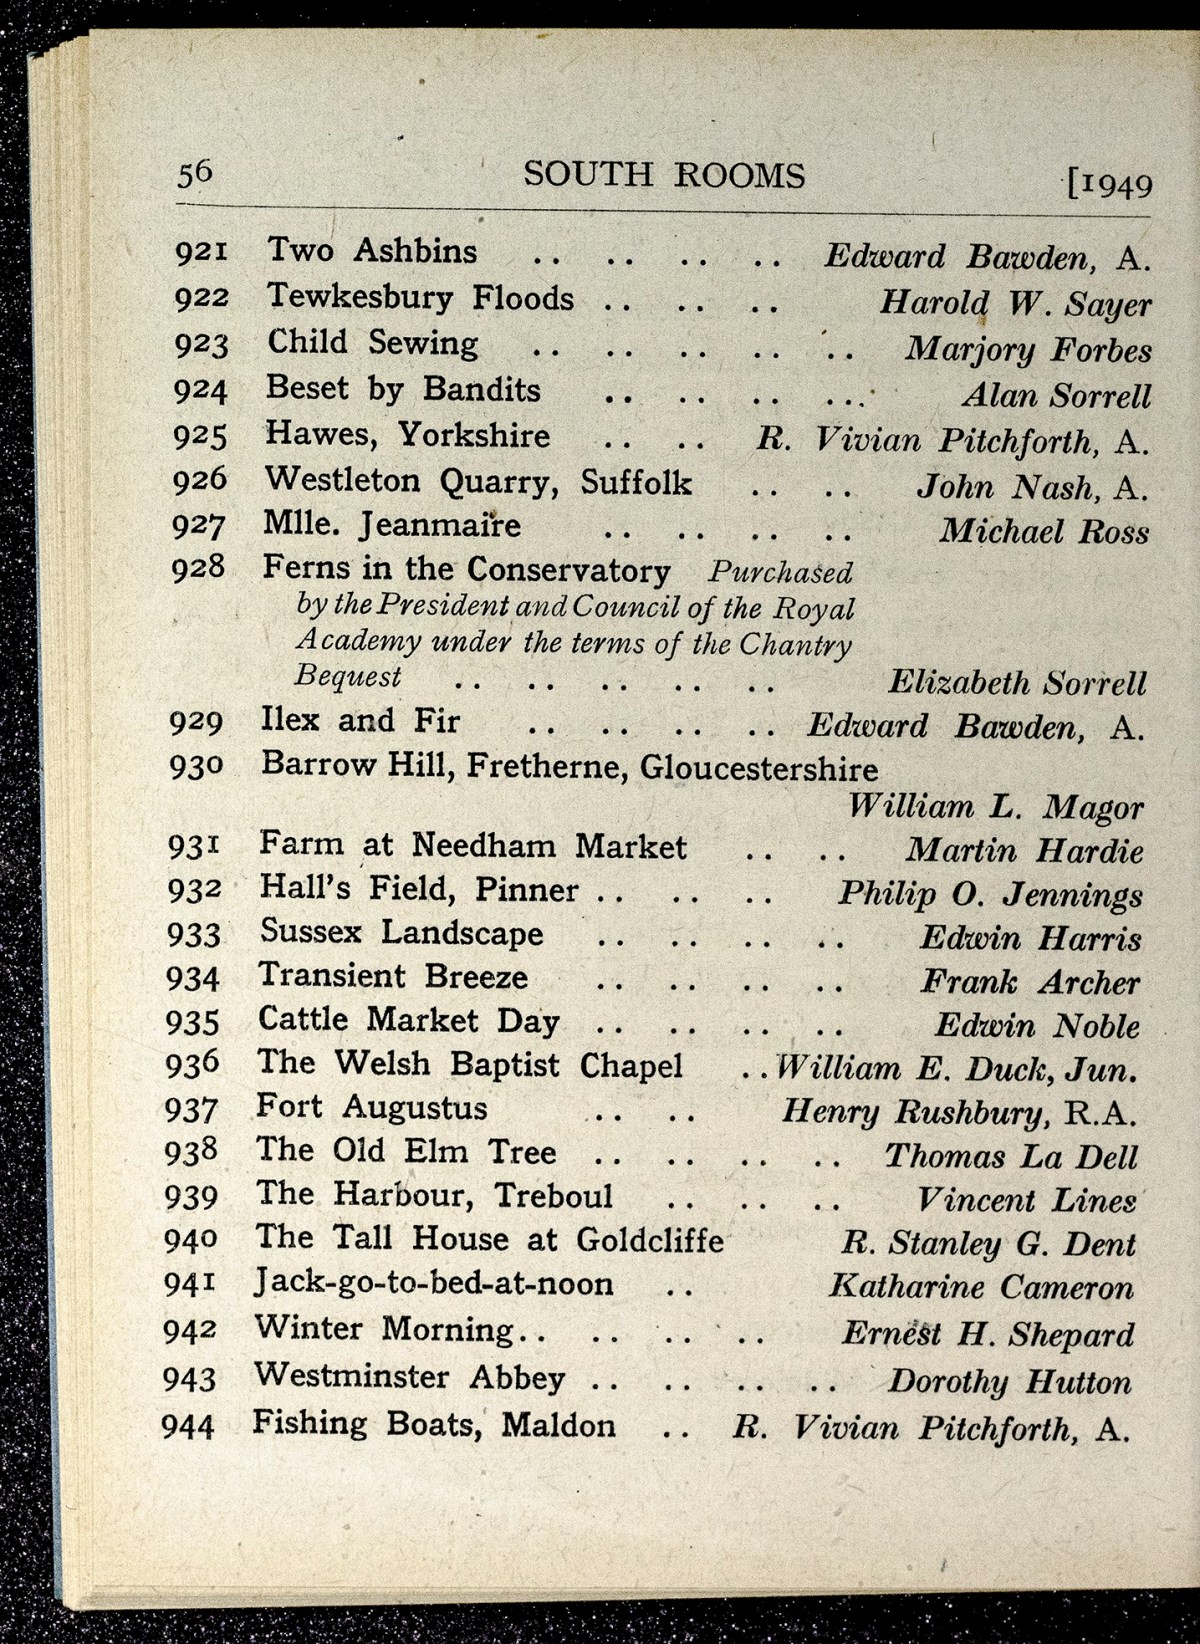 56 SOUTH ROOMS [1949
921 Two Ashbins .. .. .. .. Edward Bawden, A.
922 Tewkesbury Floods .. .. .. Harold W. Sayer
923 Child Sewing .. .. .. .. .. Marjory Forbes
924 Beset by Bandits .. .. .. ... Alan Sorrell
925 Hawes, Yorkshire .. .. R. Vivian Pitchforth, A.
926 Westleton Quarry, Suffolk .. .. John Nash, A.
927 Mlle. Jeanmaire .. .. .. .. Michael Ross
928 Ferns in the Conservatory Purchased
by the President and Council of the Royal
Academy under the terms of the Chantry
Bequest .. .. .. .. .. Elizabeth Sorrell
929 Ilex and Fir .. .. .. .. Edward Bawden, A.
930 Barrow Hill, Fretherne, Gloucestershire
William L. Magor
931 Farm at Needham Market .. .. Martin Hardie
932 Hall's Field, Pinner .. .. .. Philip O. Jennings
933 Sussex Landscape .. .. .. .. Edwin Harris
934 Transient Breeze .. .. .. .. Frank Archer
935 Cattle Market Day .. .. .. .. Edwin Noble
936 The Welsh Baptist Chapel .. William E. Duck, Jun.
937 Fort Augustus .. .. Henry Rushbury, R.A.
938 The Old Elm Tree .. .. .. .. Thomas La Dell
939 The Harbour, Treboul .. .. .. Vincent Lines
940 The Tall House at Goldcliffe R. Stanley G. Dent
941 Jack-go-to-bed-at-noon .. Katharine Cameron
942 Winter Morning.. .. .. .. Ernest H. Shepard
943 Westminster Abbey .. .. .. .. Dorothy Hutton
944 Fishing Boats, Maldon .. R. Vivian Pitchforth, A.